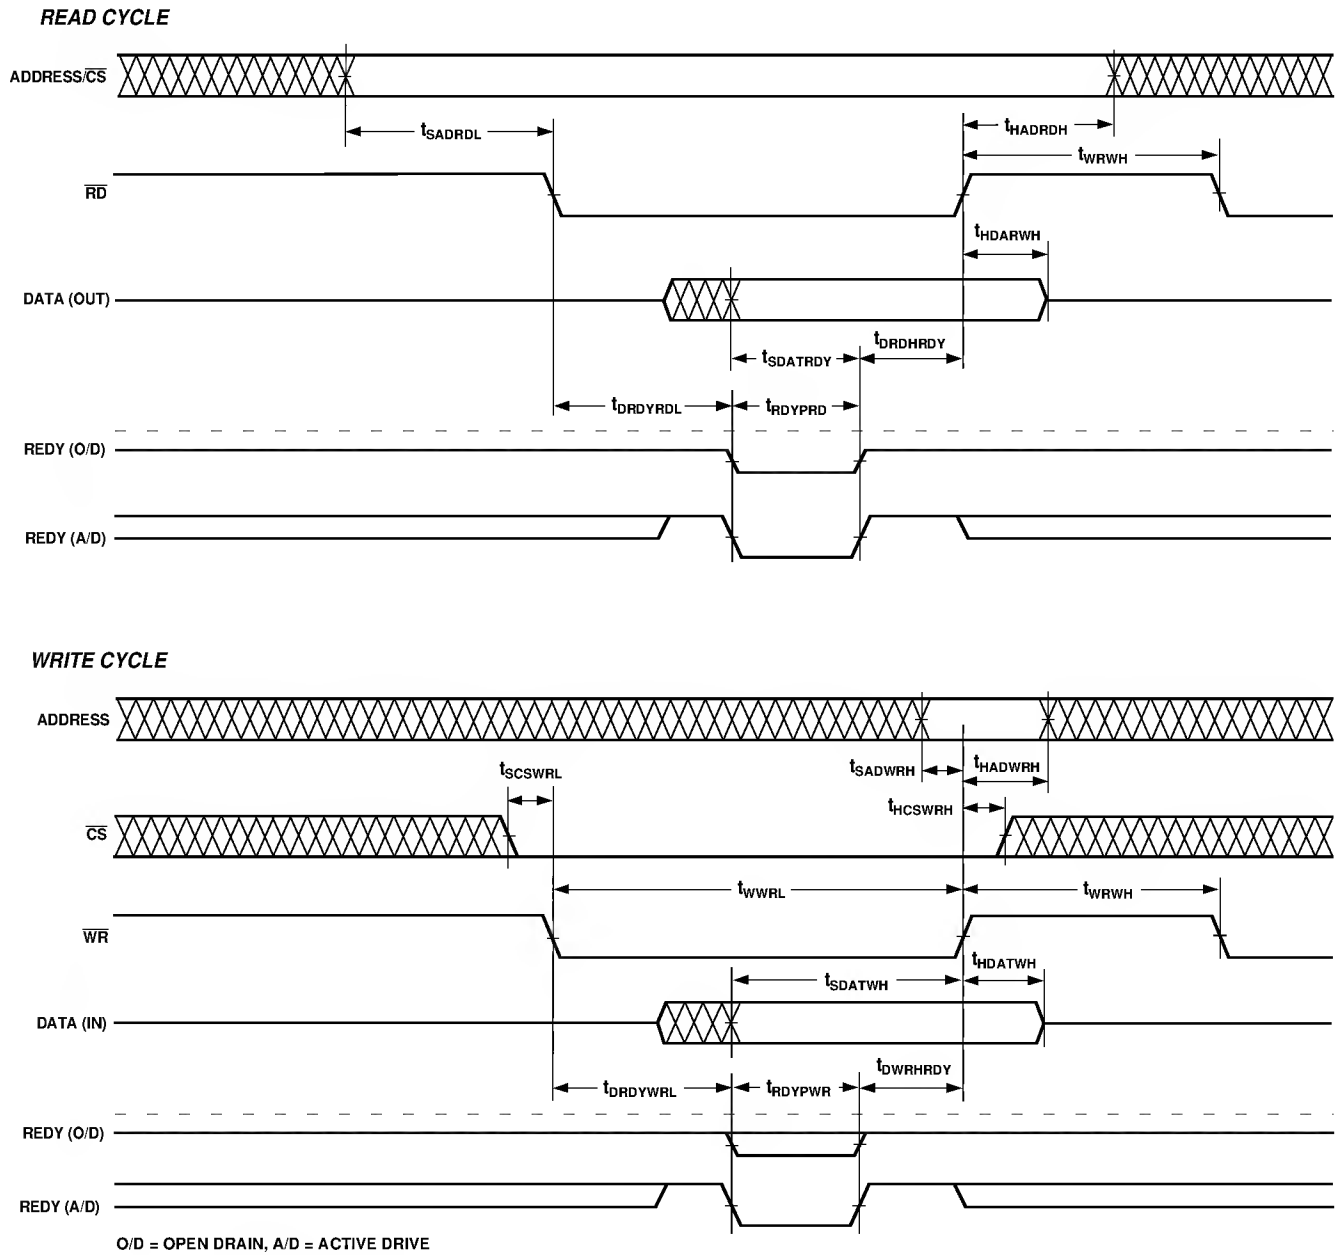 READ CYCLE
ADDRESS/CS
tSADRDL
tHADRDH
tWRWH
RD
tHDARWH
DATA (OUT)
tSDATRDY
tDRDHRDY
tDRDYRDL
tRDYPRD
REDY (O/D)
REDY (A/D)
WRITE CYCLE
ADDRESS
tSCSWRL
tSADWRH
tHADWRH
tHCSWRH
CS
tWWRL
tWRWH
WR
tHDATWH
tSDATWH
DATA (IN)
tDWRHRDY
tDRDYWRL
tRDYPWR
REDY (O/D)
REDY (A/D)
O/D = OPEN DRAIN, A/D = ACTIVE DRIVE